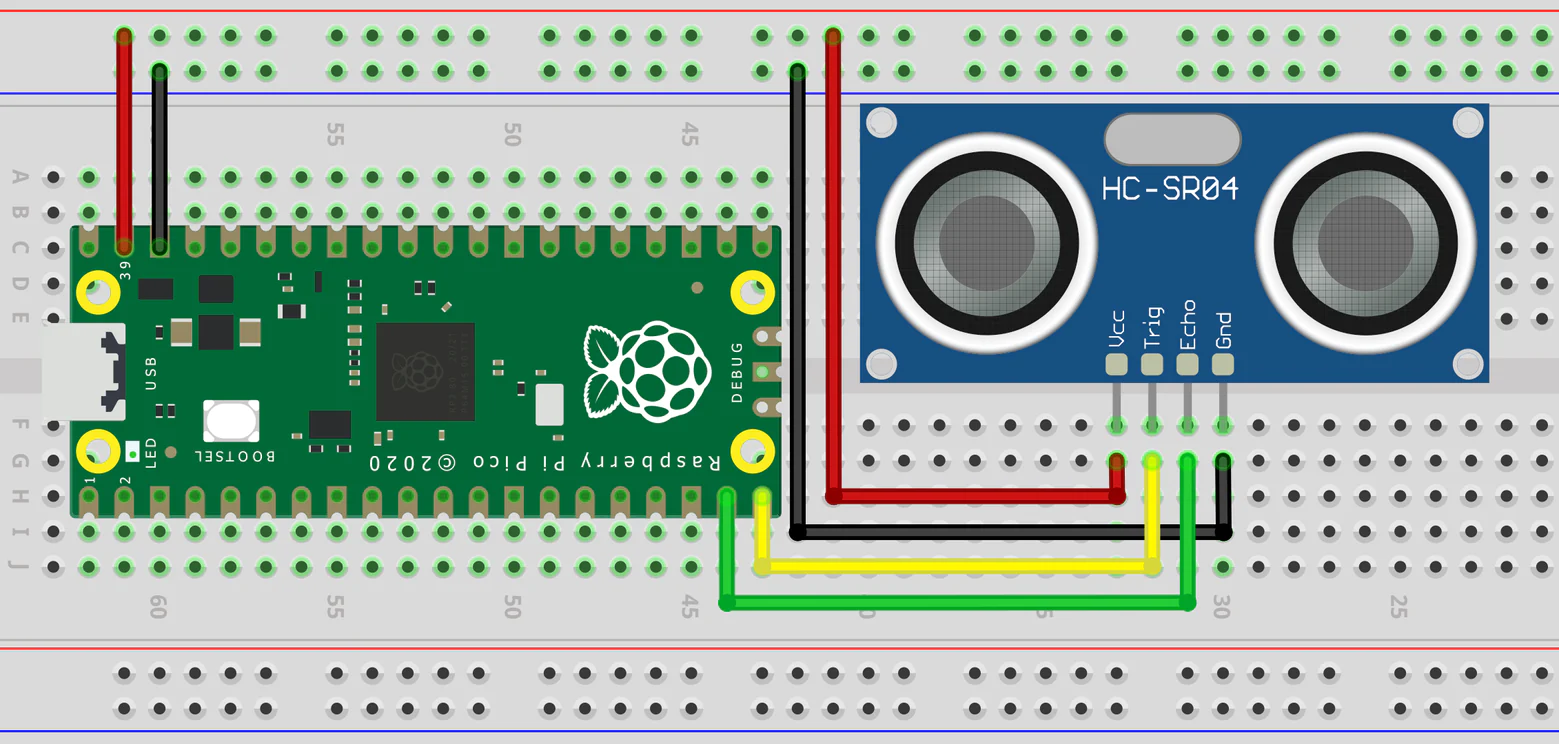 55
50
45
A
B
C
D
E
F
G
H
I
J
39
USB
DEBUG
LED
BOOTSEL
Raspberry Pi Pico ©2020
1
2
HC-SR04
Vcc
Trig
Echo
Gnd
60
55
50
45
30
25